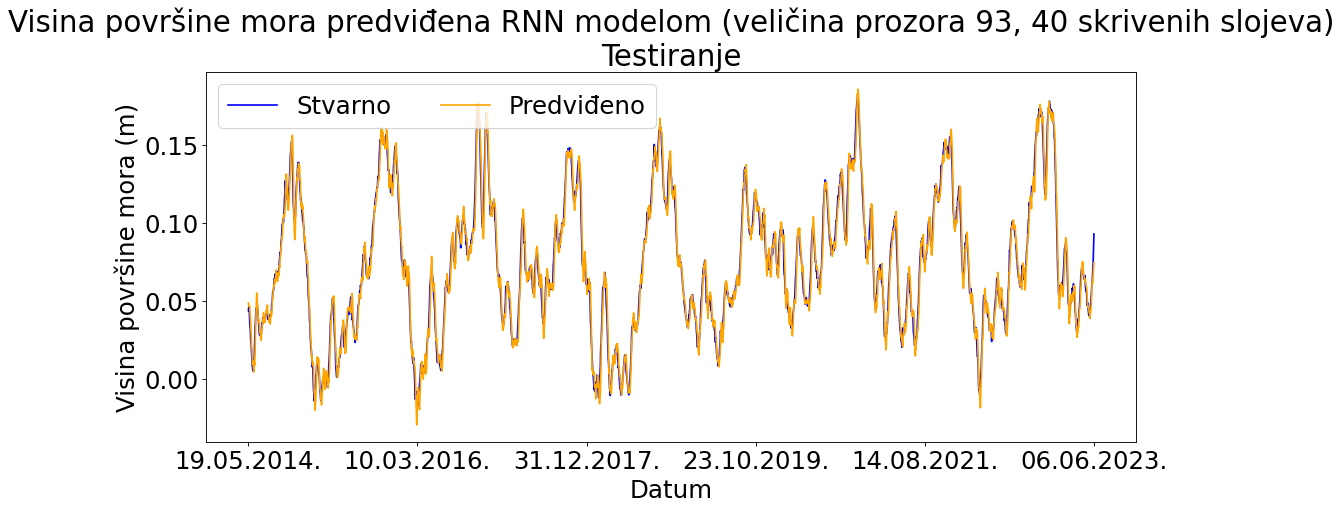 Visina površine mora predviđena RNN modelom (veličina prozora 93, 40 skrivenih slojeva)
Testiranje
Stvarno Predviđeno
Visina površine mora (m)
0.15
0.10
0.05
0.00
19.05.2014. 10.03.2016. 31.12.2017. 23.10.2019. 14.08.2021. 06.06.2023.
Datum